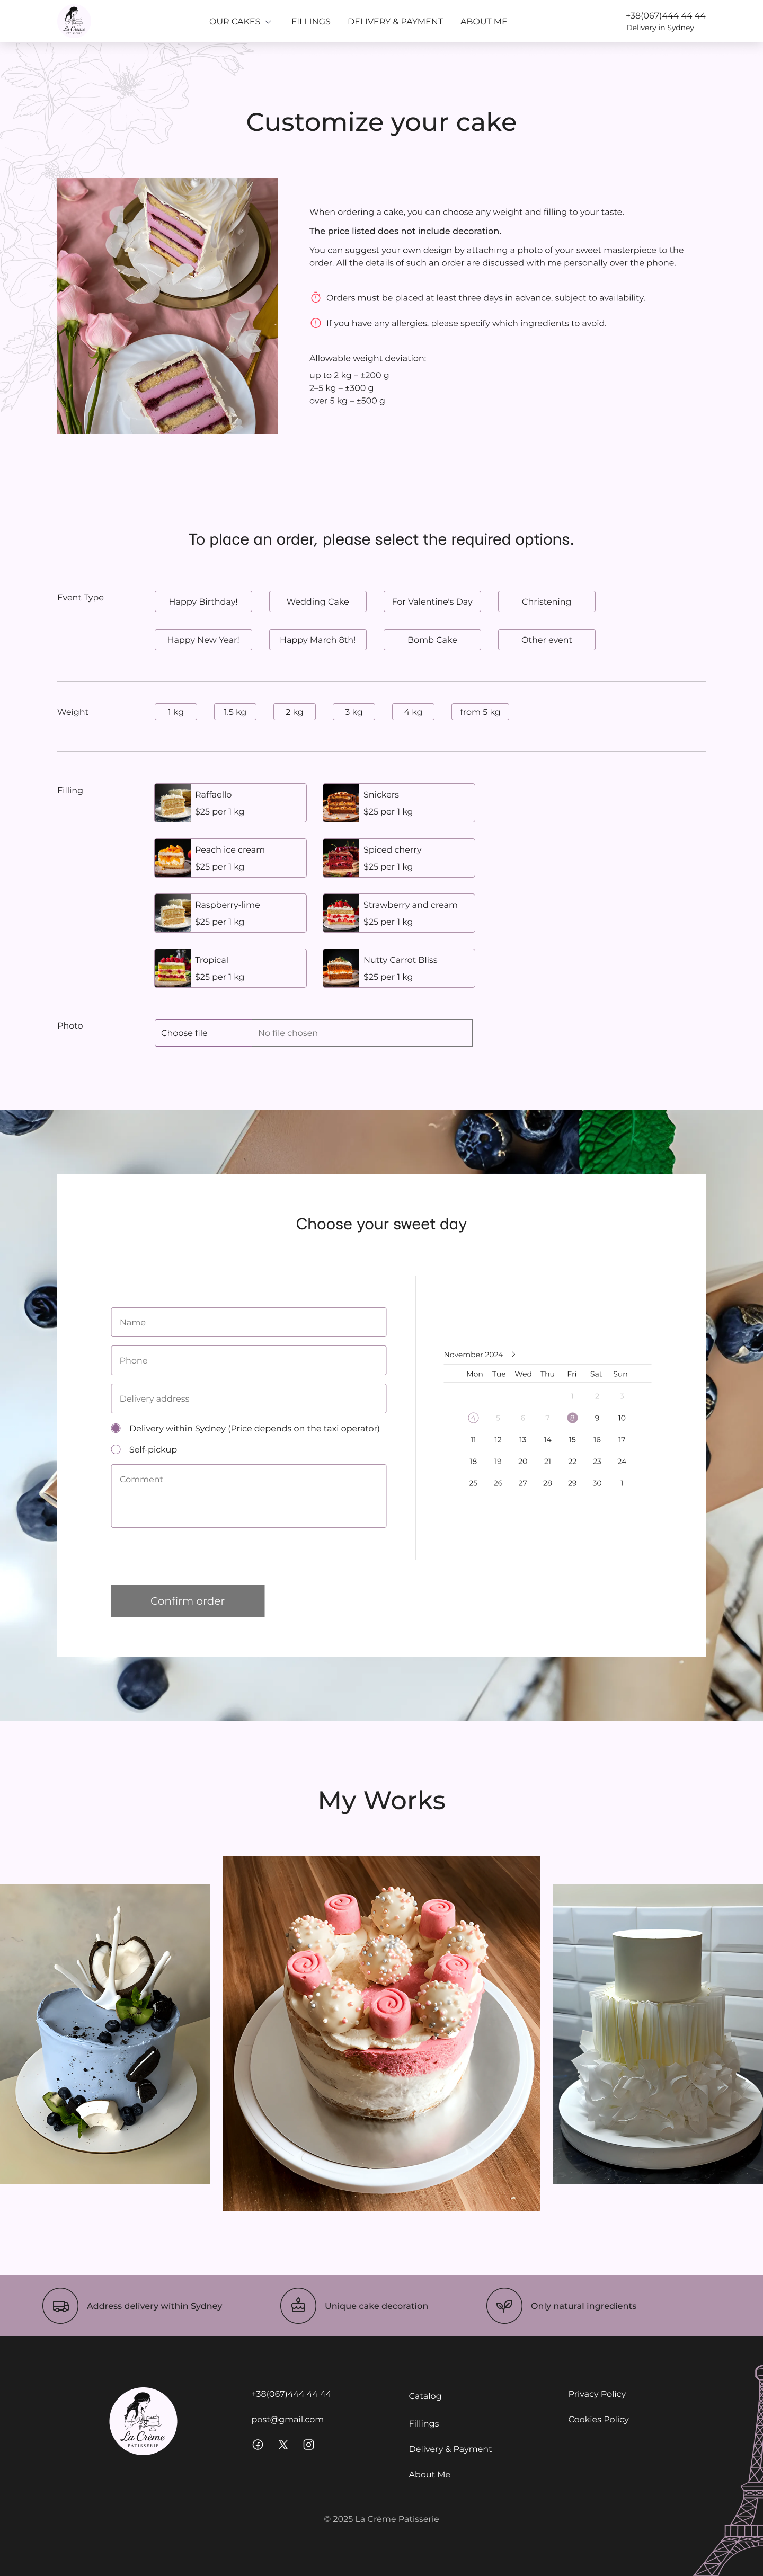 La Crème
PÂTISSERIE
OUR CAKES
FILLINGS
DELIVERY & PAYMENT
ABOUT ME
+38(067)444 44 44
Delivery in Sydney
Customize your cake
When ordering a cake, you can choose any weight and filling to your taste.
The price listed does not include decoration.
You can suggest your own design by attaching a photo of your sweet masterpiece to the
order. All the details of such an order are discussed with me personally over the phone.
Orders must be placed at least three days in advance, subject to availability.
If you have any allergies, please specify which ingredients to avoid.
Allowable weight deviation:
up to 2 kg – ±200 g
2–5 kg – ±300 g
over 5 kg – ±500 g
To place an order, please select the required options.
Event Type
Happy Birthday!
Wedding Cake
For Valentine's Day
Christening
Happy New Year!
Happy March 8th!
Bomb Cake
Other event
Weight
1 kg
1.5 kg
2 kg
3 kg
4 kg
from 5 kg
Filling
Raffaello
$25 per 1 kg
Snickers
$25 per 1 kg
Peach ice cream
$25 per 1 kg
Spiced cherry
$25 per 1 kg
Raspberry-lime
$25 per 1 kg
Strawberry and cream
$25 per 1 kg
Tropical
$25 per 1 kg
Nutty Carrot Bliss
$25 per 1 kg
Photo
Choose file
No file chosen
Choose your sweet day
Name
Phone
Delivery address
Delivery within Sydney (Price depends on the taxi operator)
Self-pickup
Comment
Confirm order
November 2024
Mon Tue Wed Thu Fri Sat Sun
1 2 3
4 5 6 7 8 9 10
11 12 13 14 15 16 17
18 19 20 21 22 23 24
25 26 27 28 29 30 1
My Works
Address delivery within Sydney
Unique cake decoration
Only natural ingredients
La Crème
PÂTISSERIE
+38(067)444 44 44
post@gmail.com
Catalog
Fillings
Delivery & Payment
About Me
Privacy Policy
Cookies Policy
© 2025 La Crème Patisserie